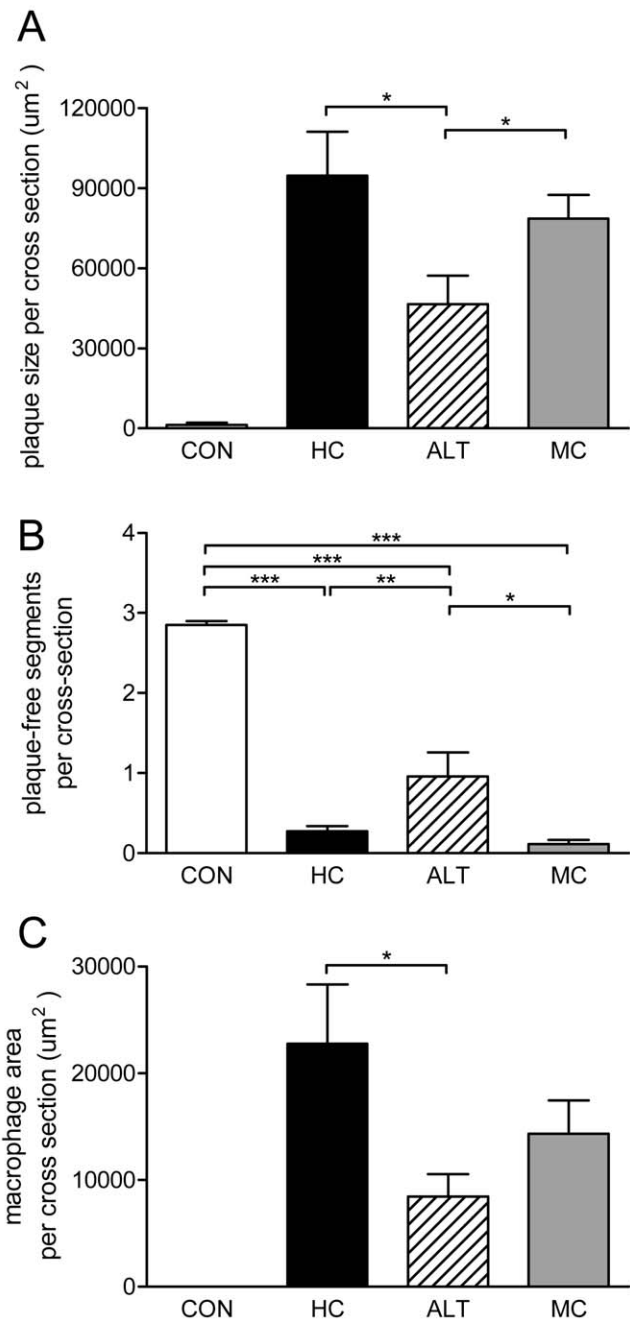 A
plaque size per cross section (um² )
120000
90000
60000
30000
0
*
*
CON HC ALT MC
B
plaque-free segments
per cross-section
4
3
2
1
0
***
***
*** **
*
CON HC ALT MC
C
macrophage area
per cross section (um² )
30000
20000
10000
0
*
CON HC ALT MC